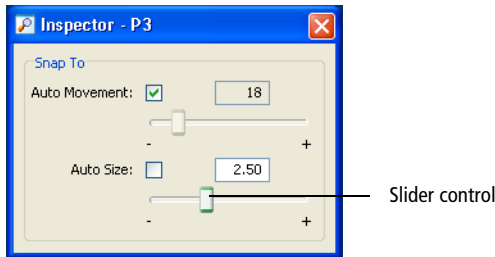 Inspector - P3
Snap To
Auto Movement: 18
- +
Auto Size: 2.50
Slider control
- +